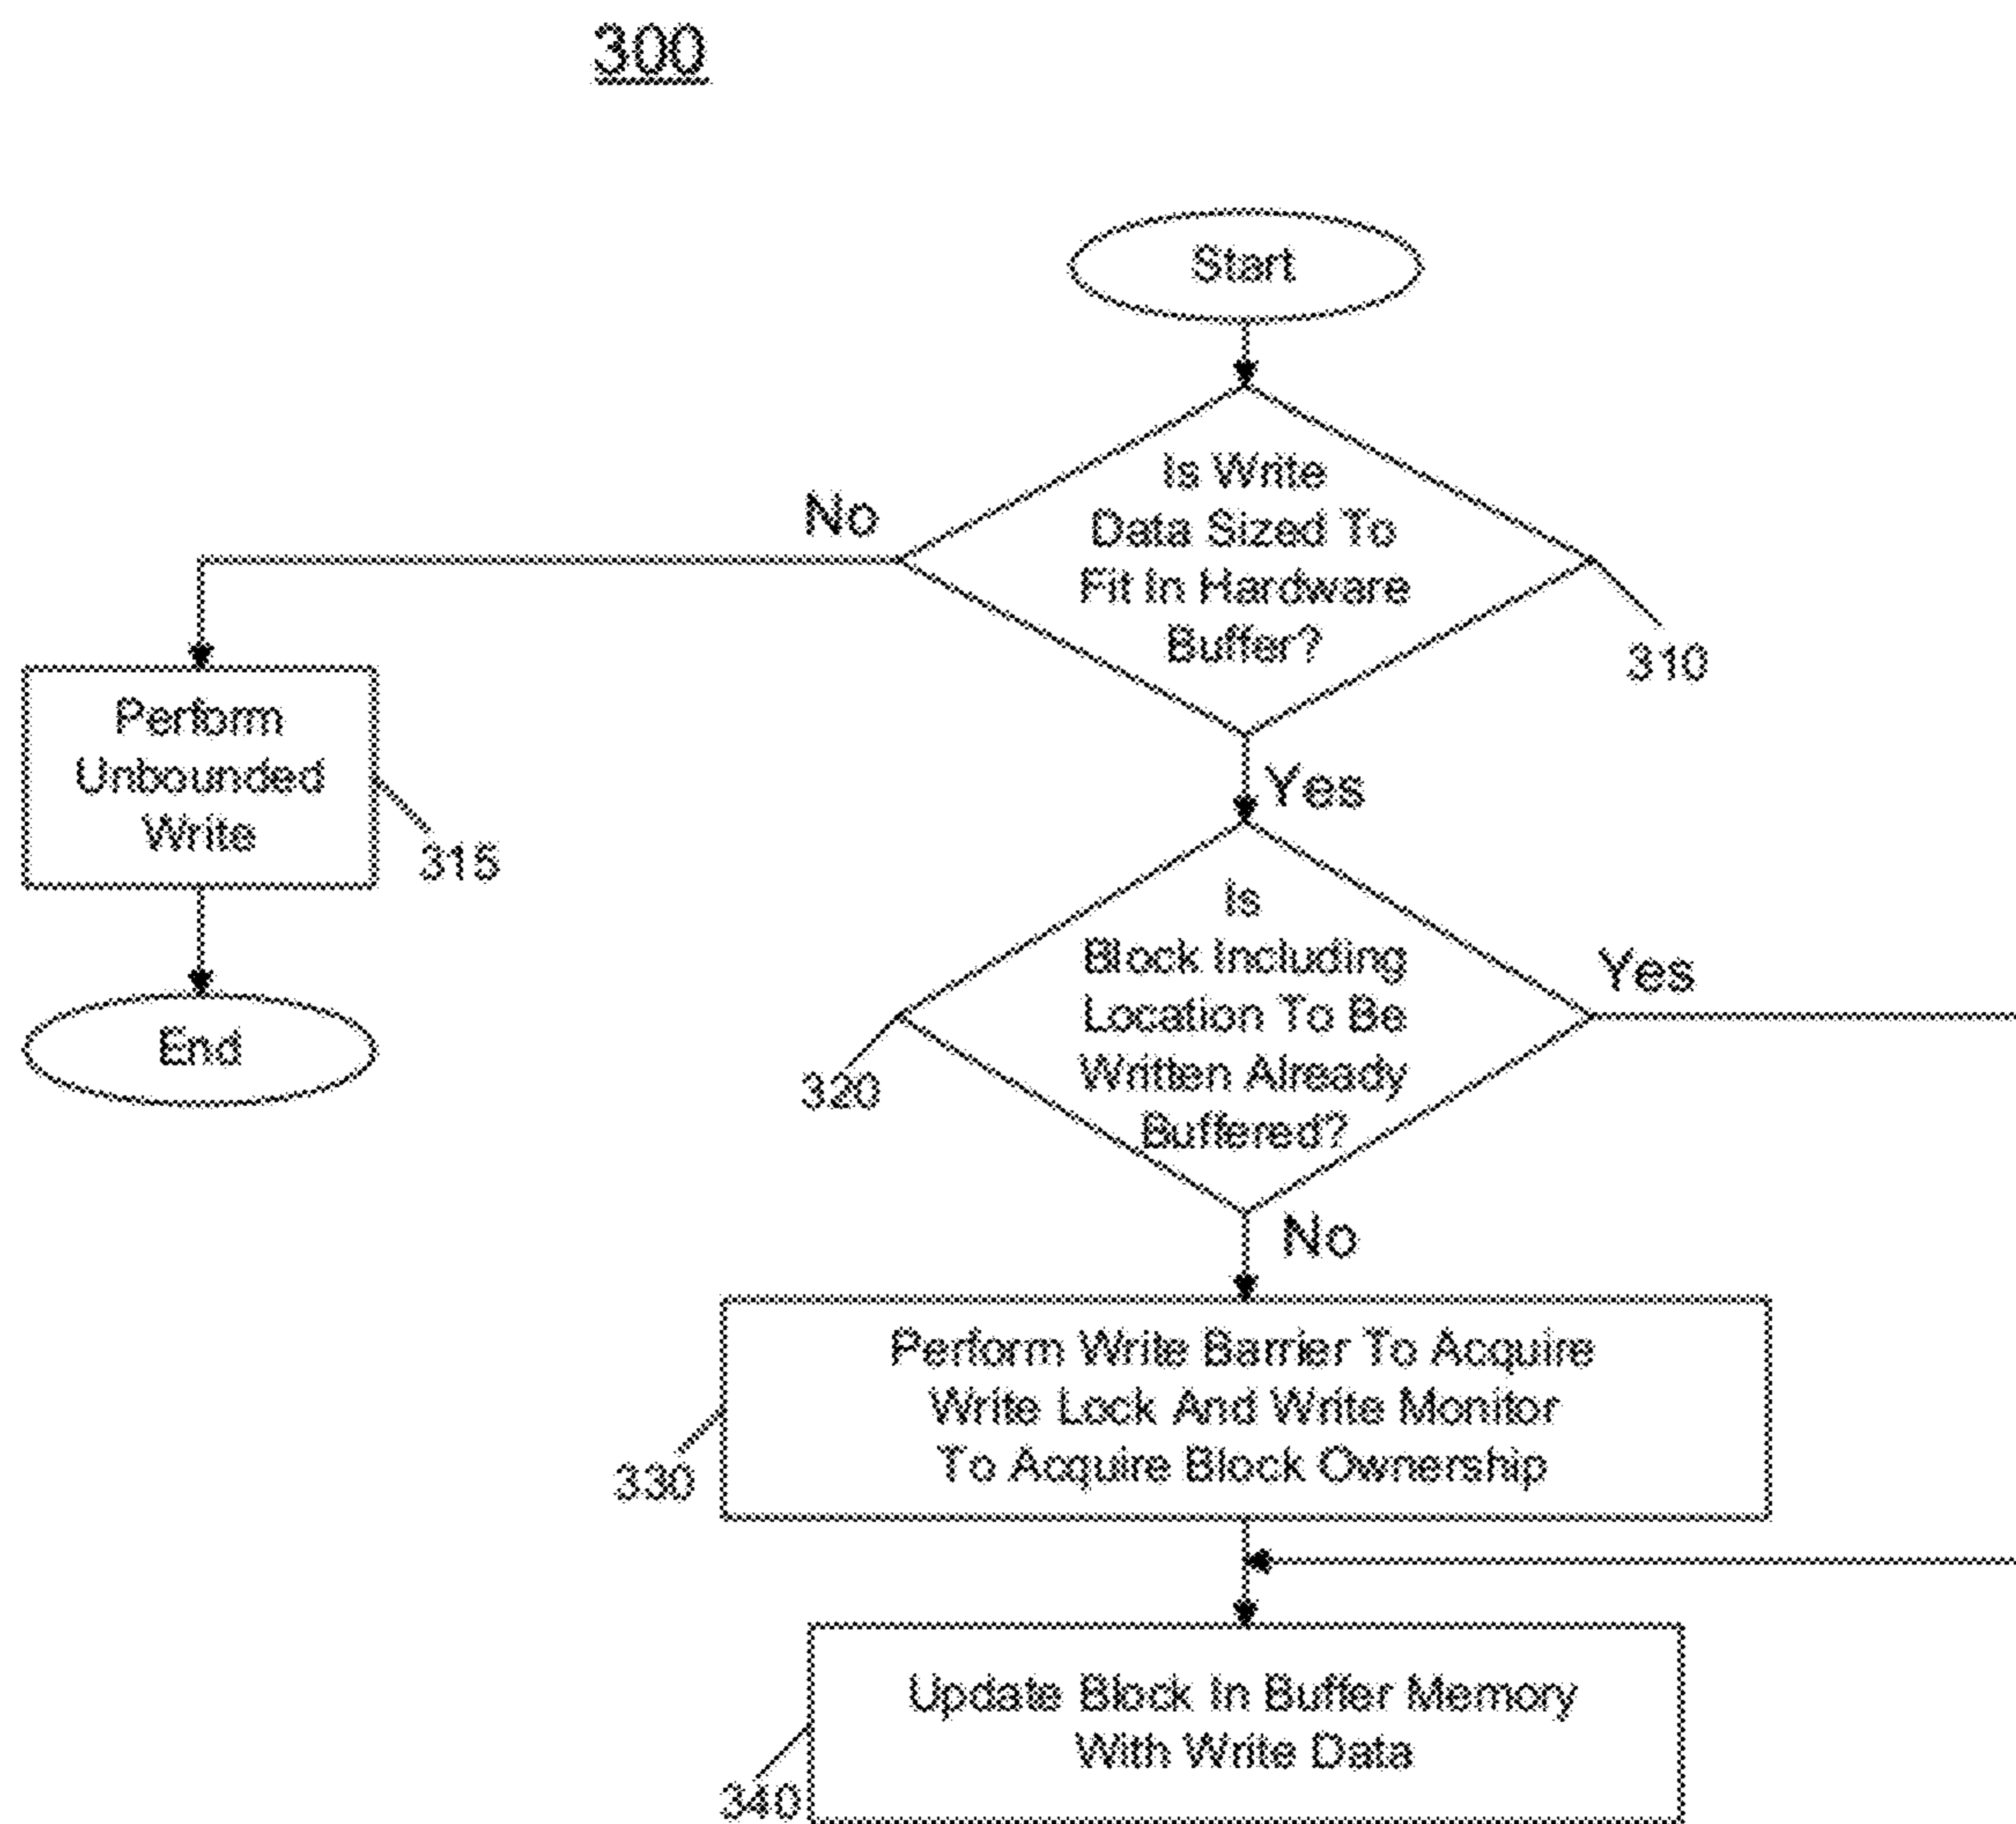 300
Start
Is Write
Data Sized To
Fit In Hardware
Buffer?
No
310
Perform
Unbounded
Write
315
Yes
End
Is
Block Including
Location To Be
Written Already
Buffered?
Yes
320
No
Perform Write Barrier To Acquire
Write Lock And Write Monitor
To Acquire Block Ownership
330
Update Block In Buffer Memory
With Write Data
340